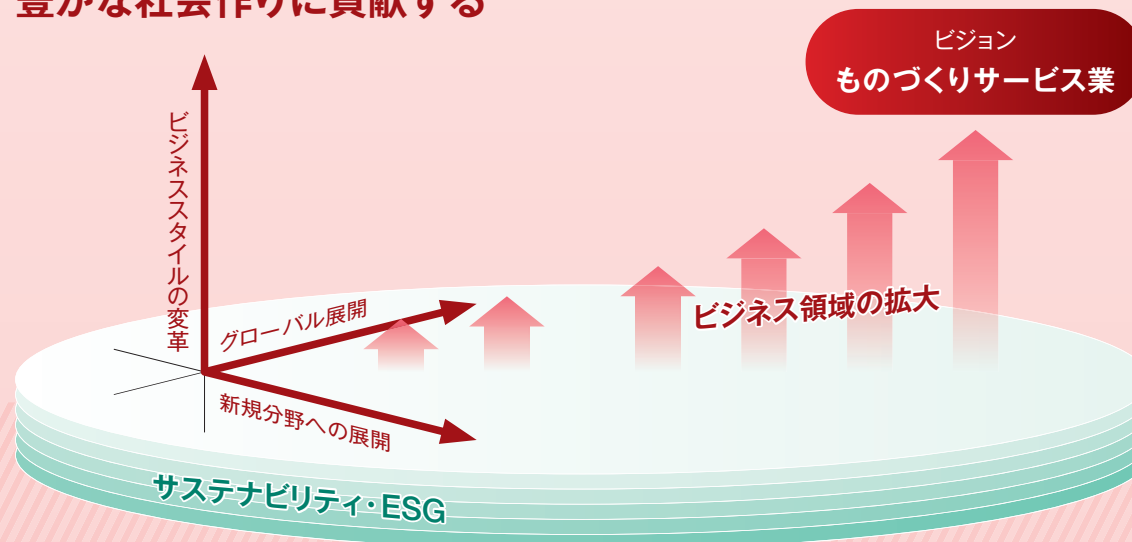 豊かな社会作りに貢献する
ビジョン
ものづくりサービス業
ビジネススタイルの変革
グローバル展開
ビジネス領域の拡大
新規分野への展開
サステナビリティ・ESG